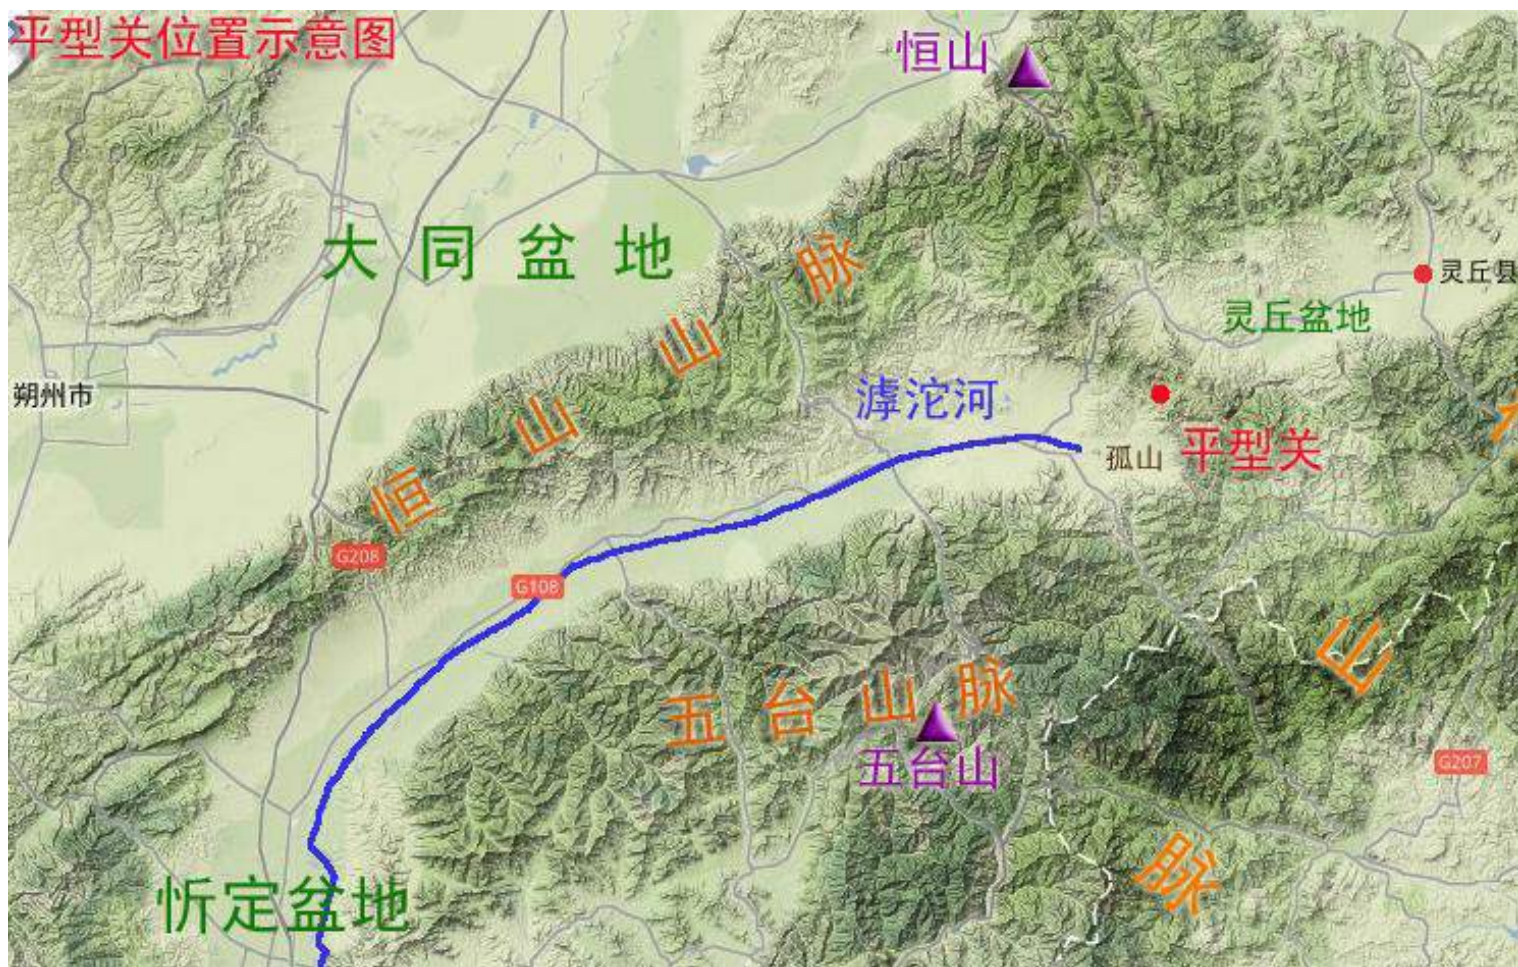 平型关位置示意图
恒山
大同盆地
恒山山脉
灵丘县
灵丘盆地
朔州市
滹沱河
孤山
平型关
G208
G108
五台山脉
五台山
山脉
G207
忻定盆地